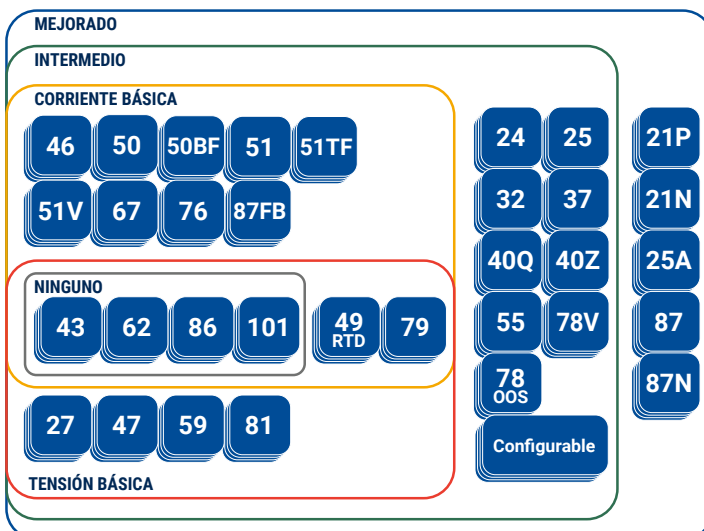 MEJORADO
INTERMEDIO
CORRIENTE BÁSICA
46 50 50BF 51 51TF
51V 67 76 87FB
NINGUNO
43 62 86 101 49 RTD 79
27 47 59 81
TENSIÓN BÁSICA
24 25
32 37
40Q 40Z
55 78V
78
OOS
Configurable
21P
21N
25A
87
87N